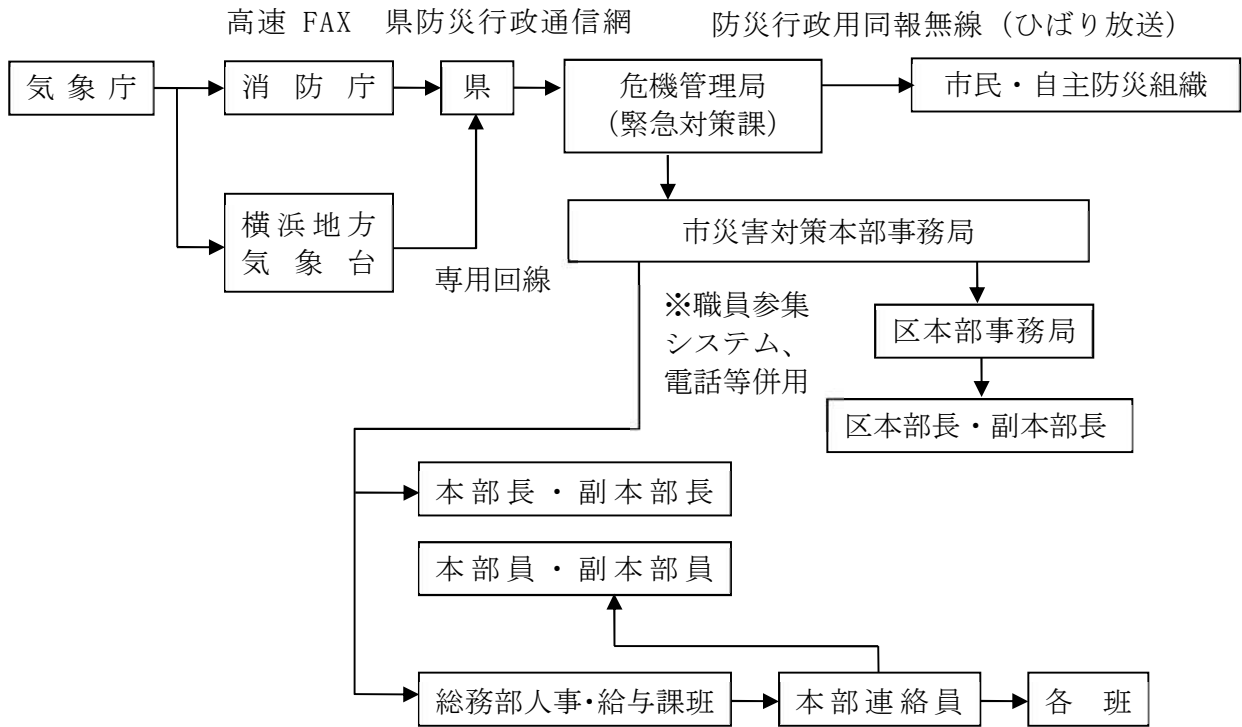 高速 FAX 県防災行政通信網 防災行政用同報無線（ひばり放送）
気象庁
消防庁
県
危機管理局
（緊急対策課）
市民・自主防災組織
横浜地方
気象台
専用回線
市災害対策本部事務局
※職員参集
システム、
電話等併用
区本部事務局
区本部長・副本部長
本部長・副本部長
本部員・副本部員
総務部人事・給与課班
本部連絡員
各班